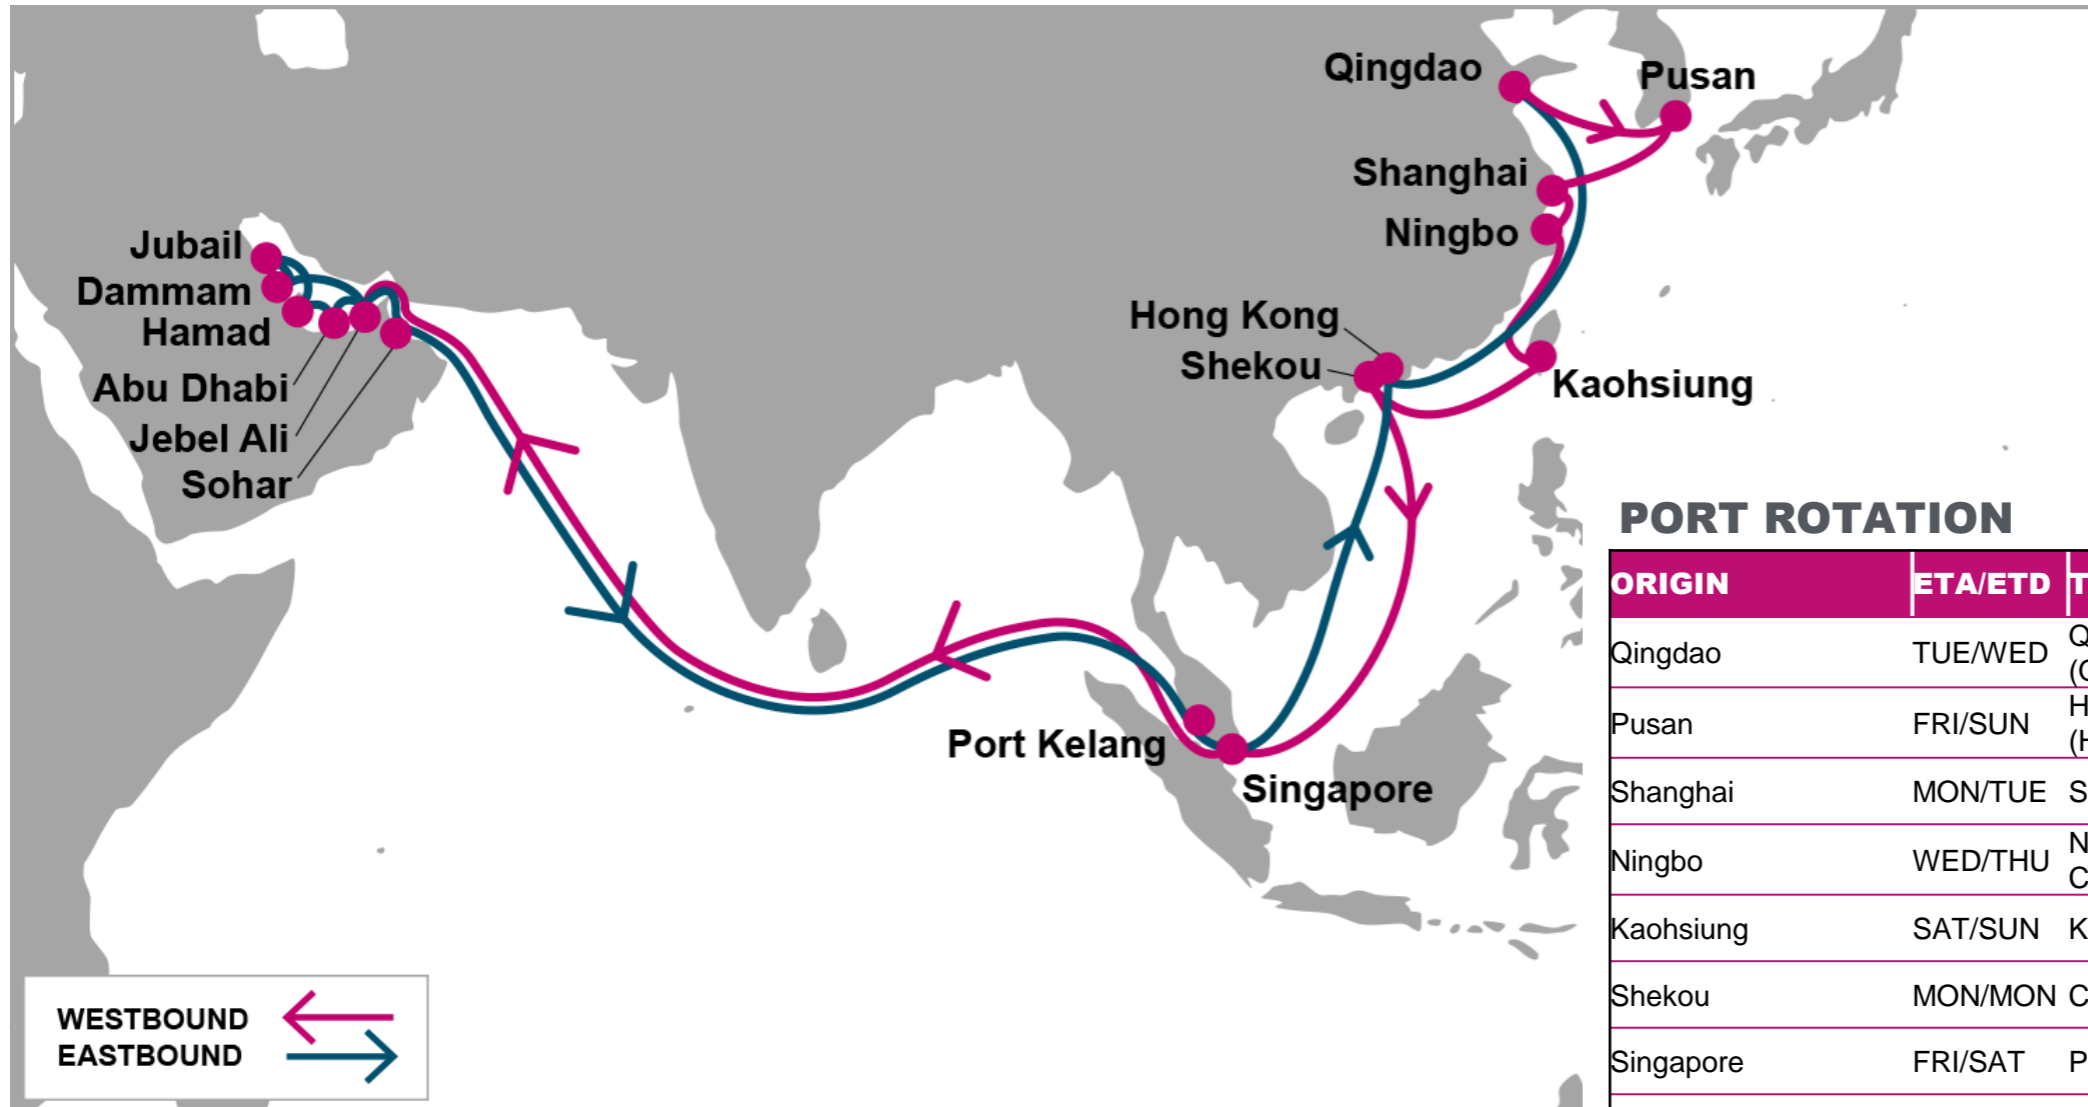 Qingdao
Pusan
Shanghai
Ningbo
Jubail
Dammam
Hamad
Abu Dhabi
Jebel Ali
Sohar
Hong Kong
Shekou
Kaohsiung
Port Kelang
Singapore
WESTBOUND
EASTBOUND
PORT ROTATION
ORIGIN ETA/ETD
Qingdao TUE/WED
Pusan FRI/SUN
Shanghai MON/TUE
Ningbo WED/THU
Kaohsiung SAT/SUN
Shekou MON/MON
Singapore FRI/SAT